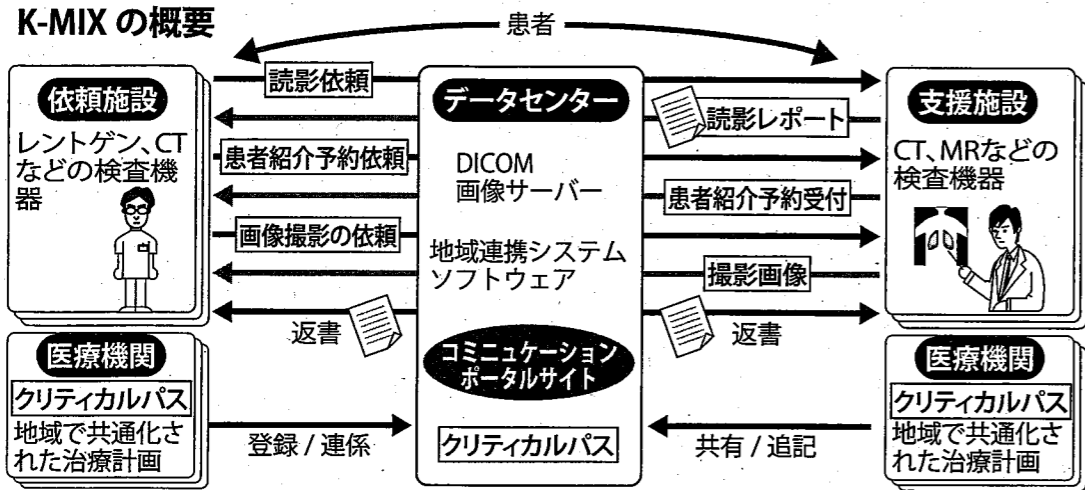 K-MIX の概要
患者
依頼施設
レントゲン、CT
などの検査機
器
読影依頼
患者紹介予約依頼
画像撮影の依頼
返書
データセンター
DICOM
画像サーバー
地域連携システム
ソフトウェア
コミニュケーション
ポータルサイト
クリティカルパス
読影レポート
患者紹介予約受付
撮影画像
返書
支援施設
CT、MRなどの
検査機器
医療機関
クリティカルパス
地域で共通化さ
れた治療計画
登録 / 連係
共有 / 追記
医療機関
クリティカルパス
地域で共通化さ
れた治療計画